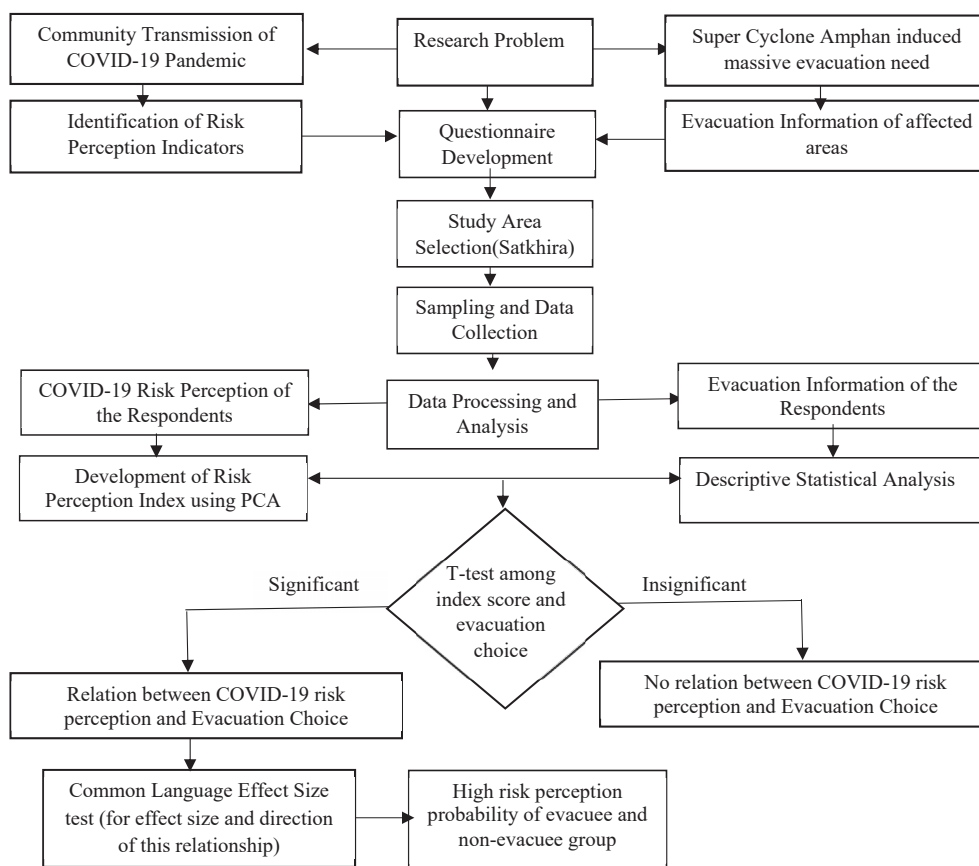 Community Transmission of
COVID-19 Pandemic
Research Problem
Super Cyclone Amphan induced
massive evacuation need
Identification of Risk
Perception Indicators
Questionnaire
Development
Evacuation Information of affected
areas
Study Area
Selection(Satkhira)
Sampling and Data
Collection
COVID-19 Risk Perception of
the Respondents
Data Processing and
Analysis
Evacuation Information of the
Respondents
Development of Risk
Perception Index using PCA
Descriptive Statistical Analysis
Significant
T-test among
index score and
evacuation
choice
Insignificant
Relation between COVID-19 risk
perception and Evacuation Choice
No relation between COVID-19 risk
perception and Evacuation Choice
Common Language Effect Size
test (for effect size and direction
of this relationship)
High risk perception
probability of evacuee and
non-evacuee group